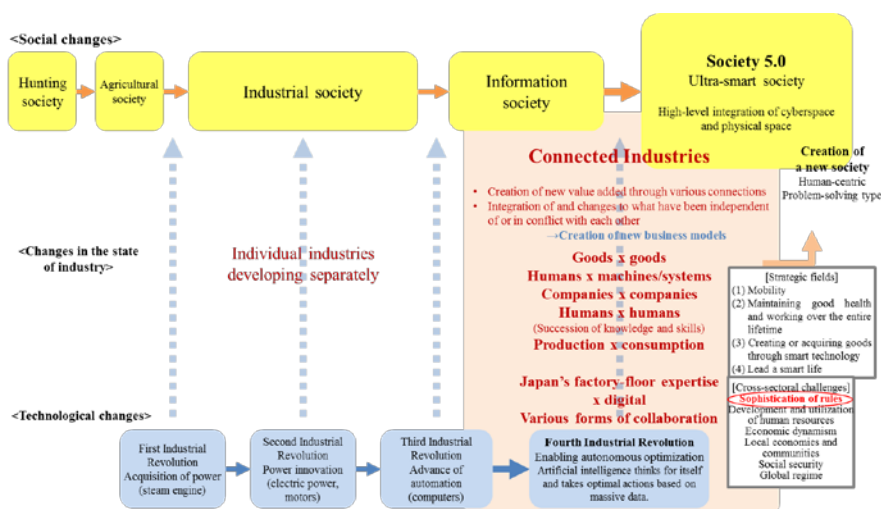 <Social changes>
Hunting
society
Agricultural
society
Industrial society
Information
society
Society 5.0
Ultra-smart society
High-level integration of cyberspace
and physical space
Creation of
a new society
Human-centric
Problem-solving type
Connected Industries
• Creation of new value added through various connections
• Integration of and changes to what have been independent
of or in conflict with each other
→Creation of new business models
<Changes in the state
of industry>
Individual industries
developing separately
Goods x goods
Humans x machines/systems
Companies x companies
Humans x humans
(Succession of knowledge and skills)
Production x consumption
Japan's factory-floor expertise
x digital
Various forms of collaboration
[Strategic fields]
(1) Mobility
(2) Maintaining good health
and working over the entire
lifetime
(3) Creating or acquiring goods
through smart technology
(4) Lead a smart life
[Cross-sectoral challenges]
Sophistication of rules
Development and utilization
of human resources
Economic dynamism
Local economies and
communities
Social security
Global regime
<Technological changes>
First Industrial
Revolution
Acquisition of power
(steam engine)
Second Industrial
Revolution
Power innovation
(electric power,
motors)
Third Industrial
Revolution
Advance of
automation
(computers)
Fourth Industrial Revolution
Enabling autonomous optimization
Artificial intelligence thinks for itself
and takes optimal actions based on
massive data.